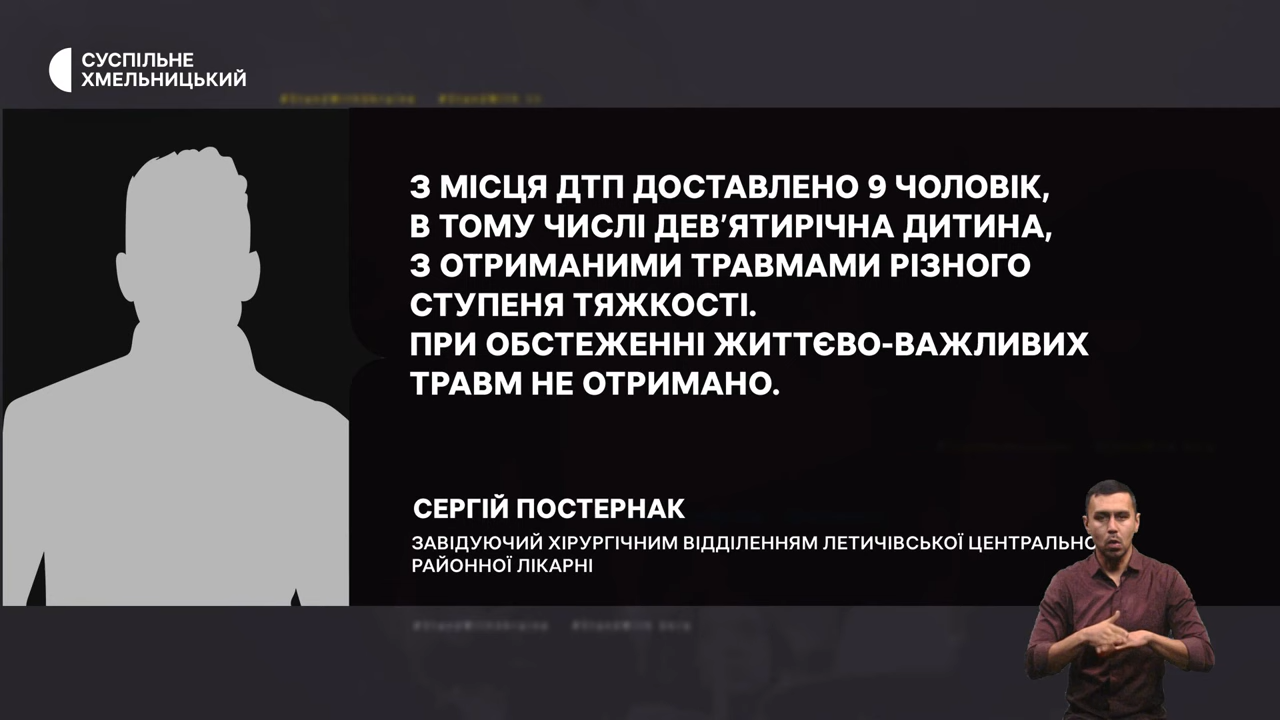 СУСПІЛЬНЕ
ХМЕЛЬНИЦЬКИЙ
З МІСЦЯ ДТП ДОСТАВЛЕНО 9 ЧОЛОВІК,
В ТОМУ ЧИСЛІ ДЕВ’ЯТИРІЧНА ДИТИНА,
З ОТРИМАНИМИ ТРАВМАМИ РІЗНОГО
СТУПЕНЯ ТЯЖКОСТІ.
ПРИ ОБСТЕЖЕННІ ЖИТТЄВО-ВАЖЛИВИХ
ТРАВМ НЕ ОТРИМАНО.
СЕРГІЙ ПОСТЕРНАК
ЗАВІДУЮЧИЙ ХІРУРГІЧНИМ ВІДДІЛЕННЯМ ЛЕТИЧІВСЬКОЇ
РАЙОННОЇ ЛІКАРНІ